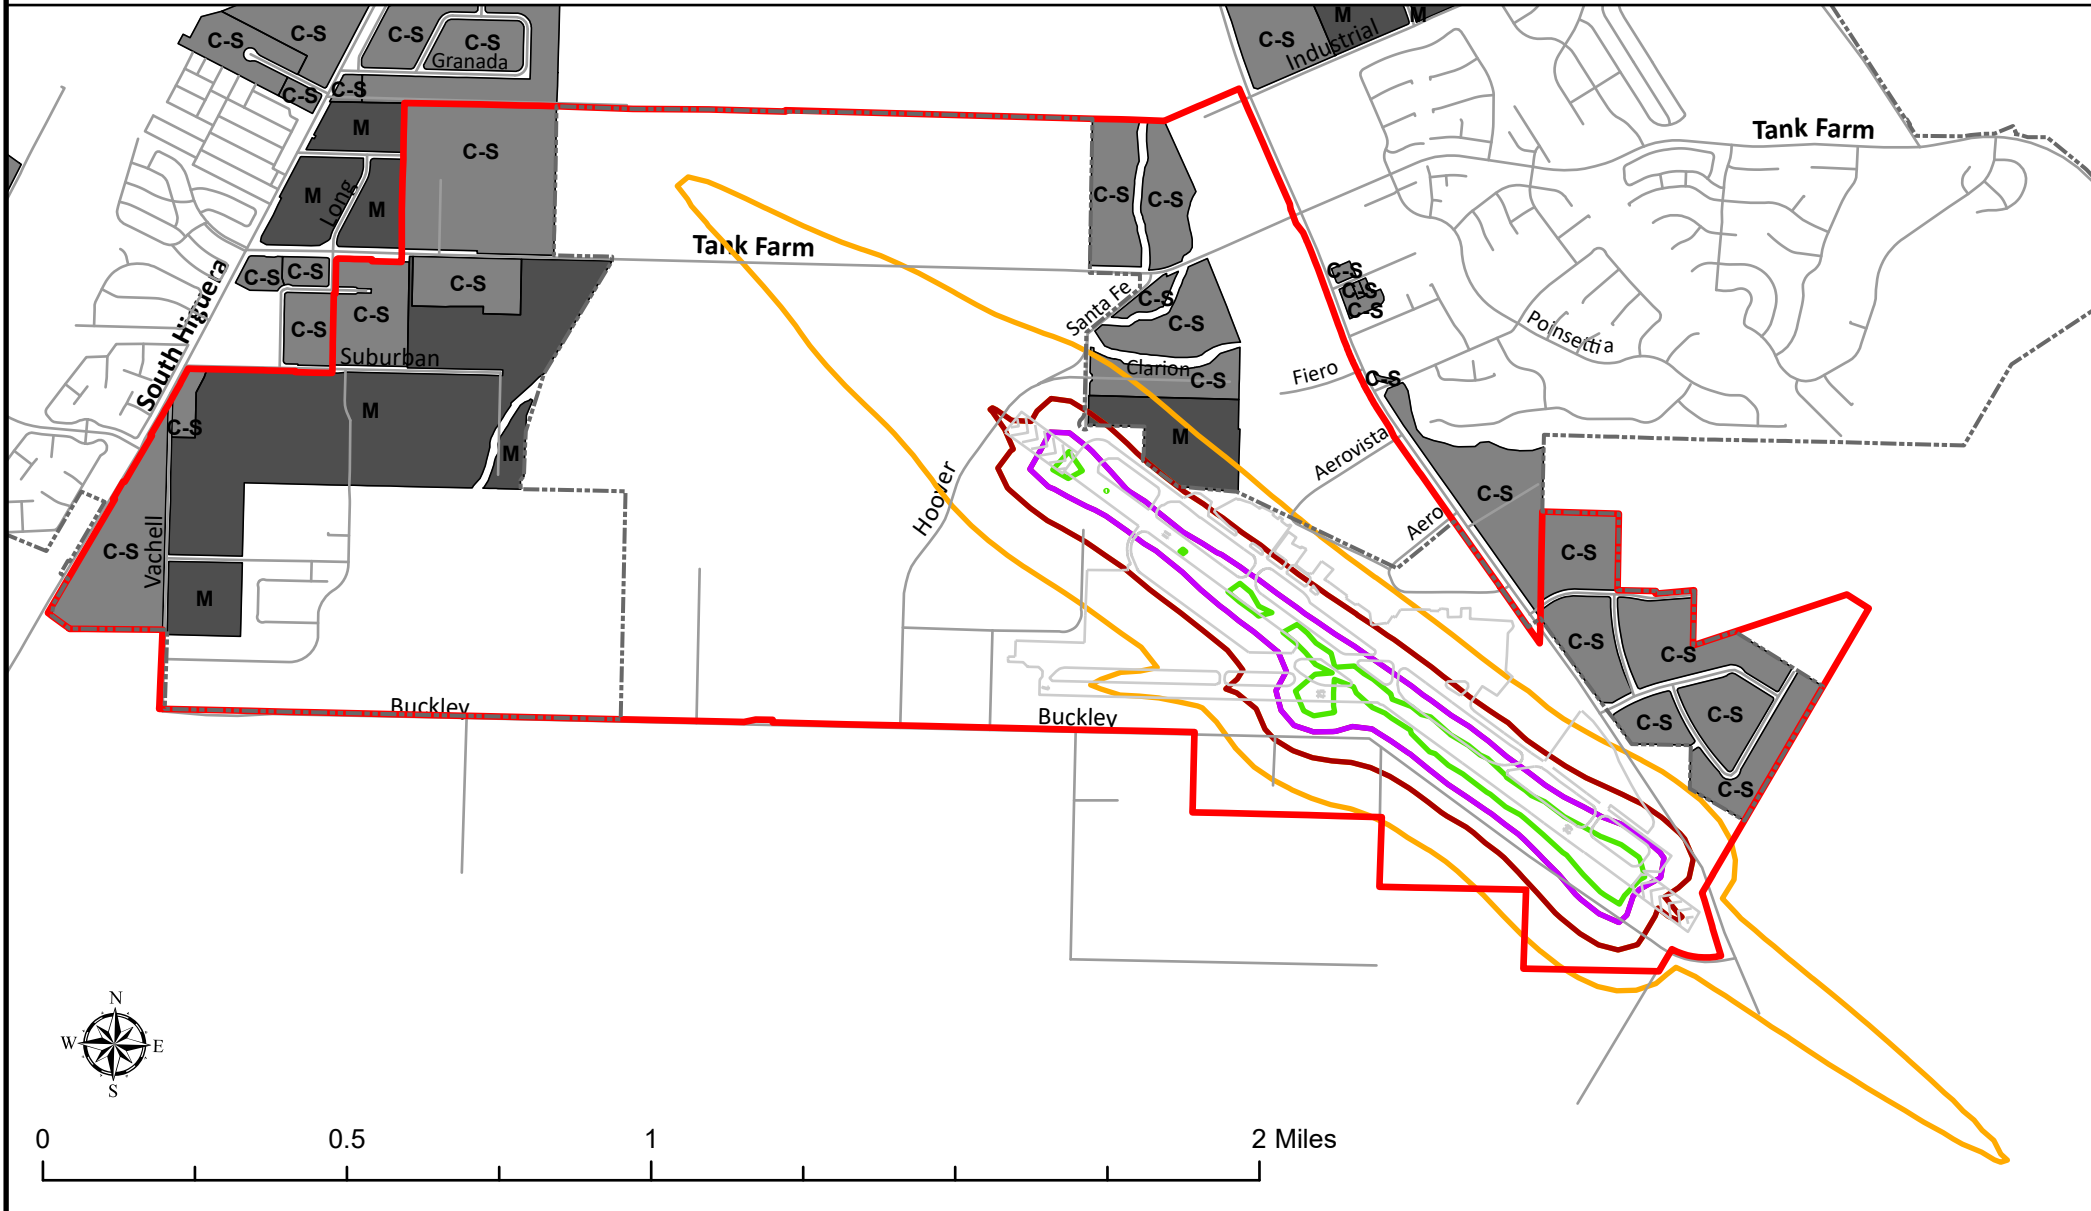 M
M
C-S
C-S
C-S
C-S
C-S
C-S
Industrial
Granada
C-S
C-S
M
Tank Farm
C-S
M
Long
M
C-S
C-S
Tank Farm
South Higuera
C-S
C-S
C-S
C-S
Santa Fe
C-S
C-S
C-S
C-S
C-S
C-S
C-S
Poinsettia
Suburban
Clarion
C-S
Fiero
C-S
M
C-S
M
M
Aerovista
Hoover
C-S
Aero
C-S
Vachell
C-S
M
C-S
C-S
Buckley
Buckley
C-S
C-S
C-S
N
W
E
S
0
0.5
1
2 Miles